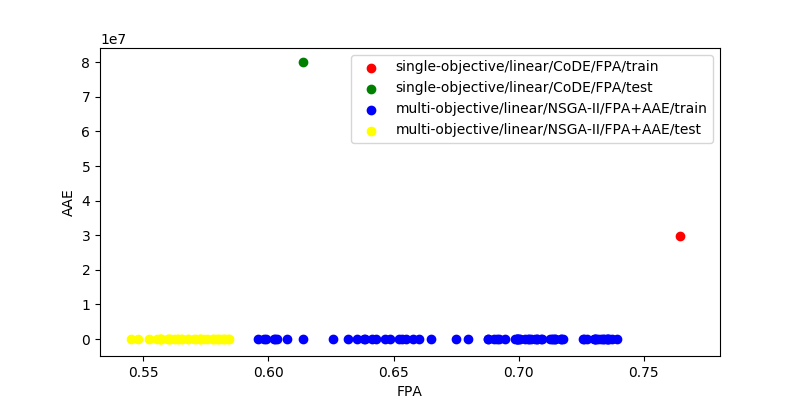 1e7
8
7
6
5
4
3
2
1
0
AAE
single-objective/linear/CoDE/FPA/train
single-objective/linear/CoDE/FPA/test
multi-objective/linear/NSGA-II/FPA+AAE/train
multi-objective/linear/NSGA-II/FPA+AAE/test
0.55 0.60 0.65 0.70 0.75
FPA